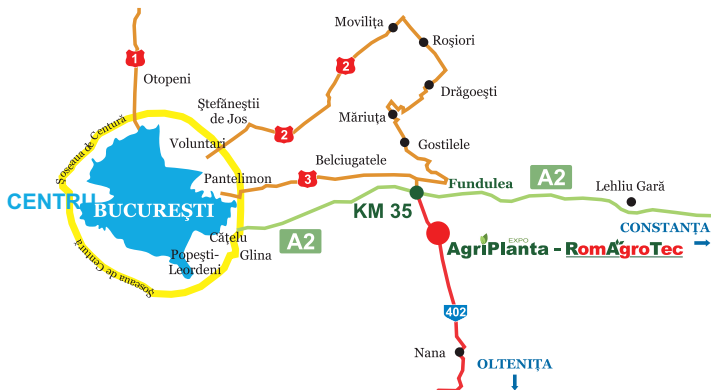 Movilița
Roșiori
1
Otopeni
2
Drăgoești
Ștefăneștii
de Jos
2
Măriuța
Șoseaua de Centură
Voluntari
Gostilele
Belciugatele
Pantelimon
3
Fundulea
A2
Lehliu Gară
CENTRU
BUCUREȘTI
KM 35
CONSTANȚA
Cățelu
A2
EXPO
AgriPlanta - RomAgroTec
Popești-
Leordeni
Glina
Șoseaua de Centură
402
Nana
OLTENIȚA